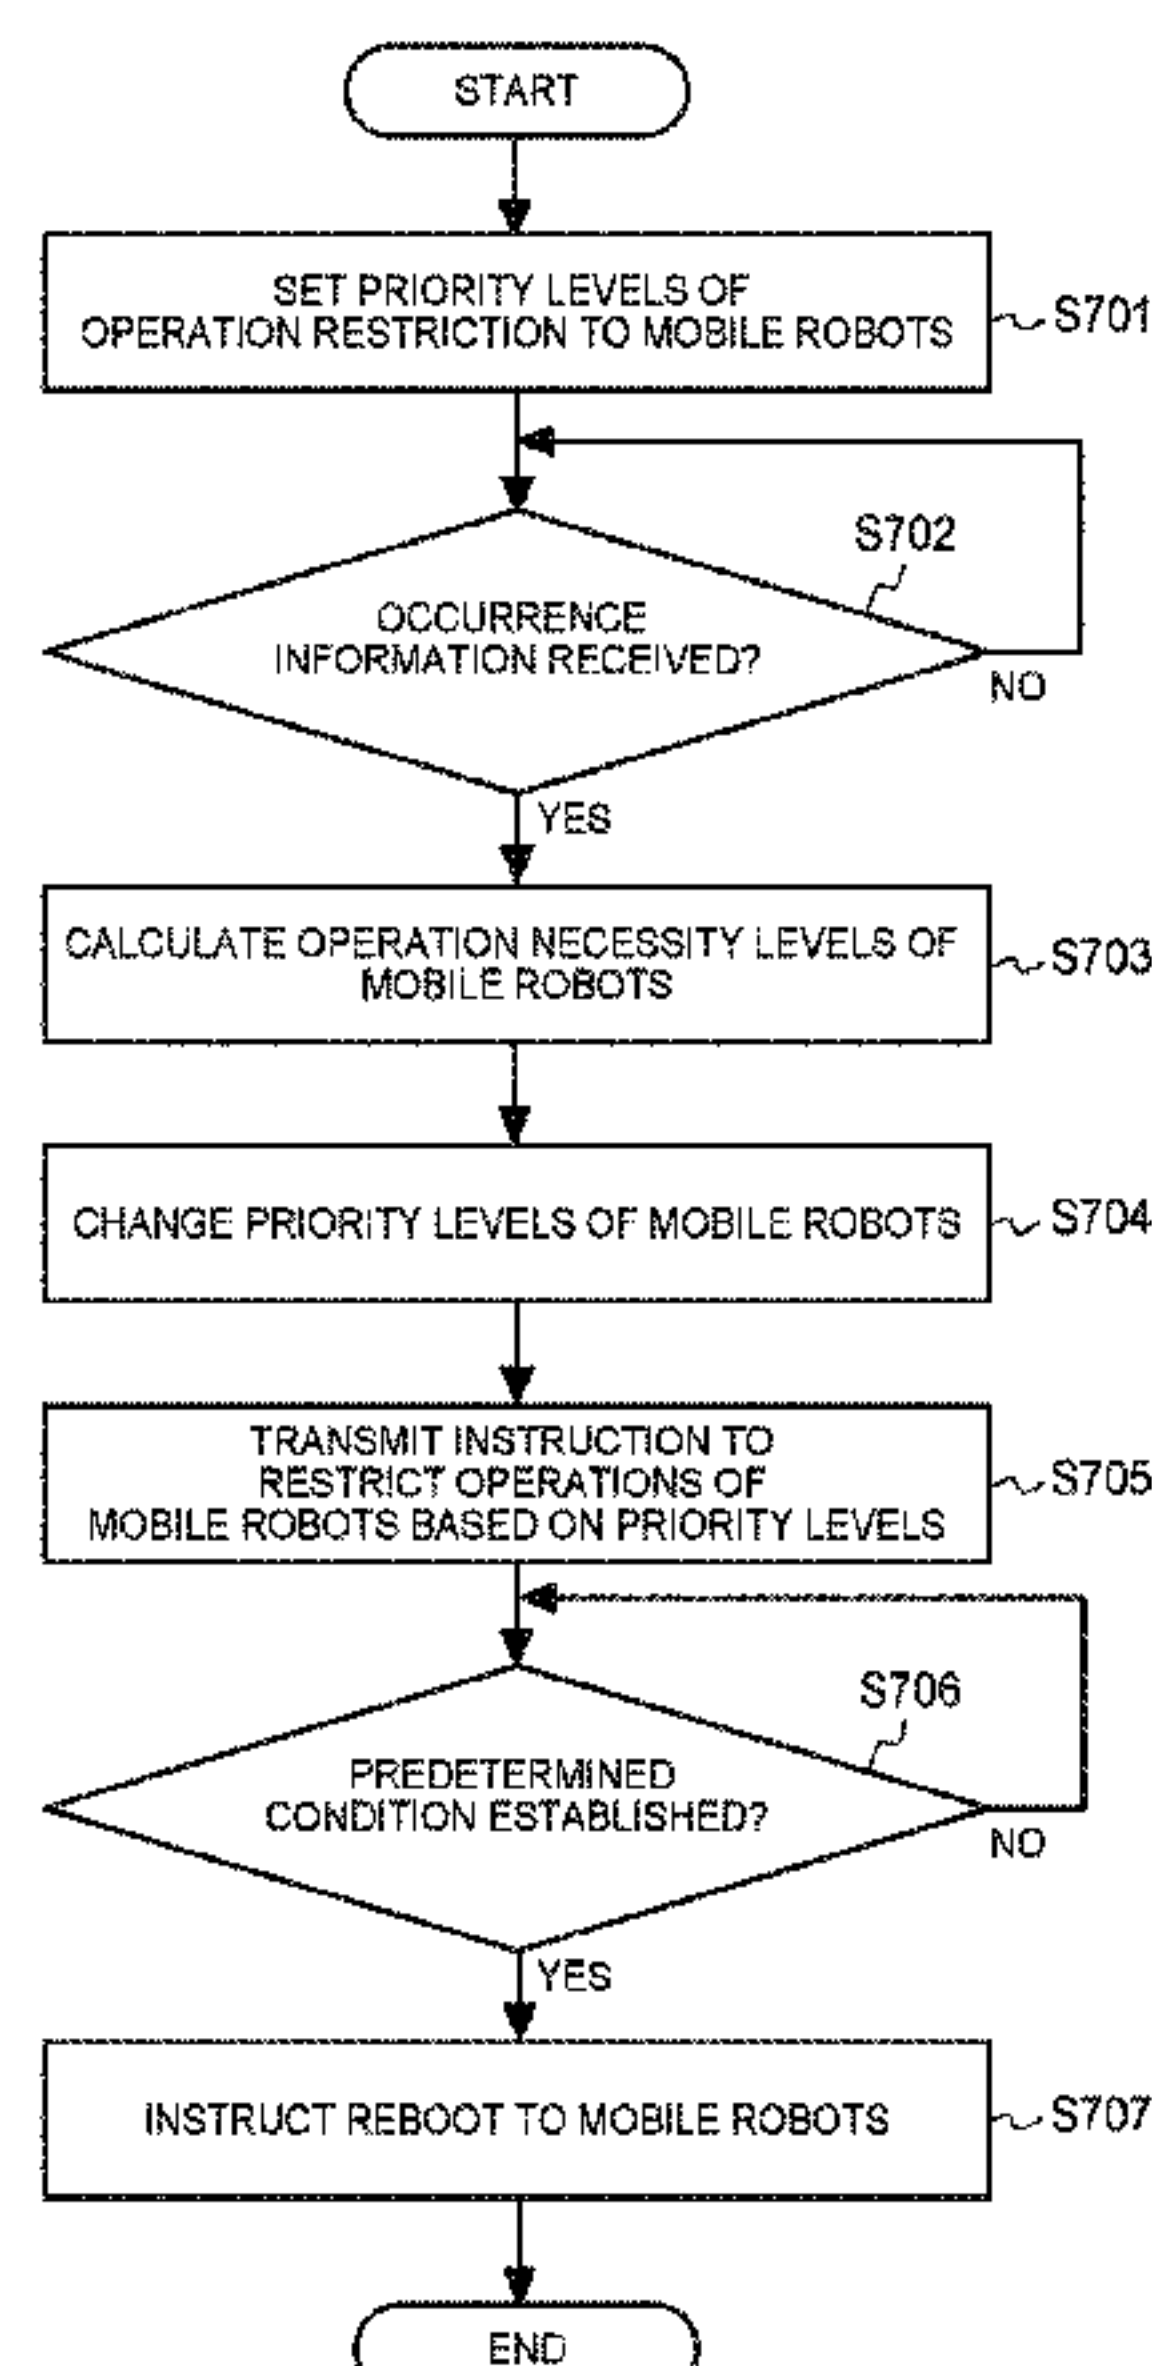 START
SET PRIORITY LEVELS OF
OPERATION RESTRICTION TO MOBILE ROBOTS
S701
S702
OCCURRENCE
INFORMATION RECEIVED?
NO
YES
CALCULATE OPERATION NECESSITY LEVELS OF
MOBILE ROBOTS
S703
CHANGE PRIORITY LEVELS OF MOBILE ROBOTS
S704
TRANSMIT INSTRUCTION TO
RESTRICT OPERATIONS OF
MOBILE ROBOTS BASED ON PRIORITY LEVELS
S705
S706
PREDETERMINED
CONDITION ESTABLISHED?
NO
YES
INSTRUCT REBOOT TO MOBILE ROBOTS
S707
END